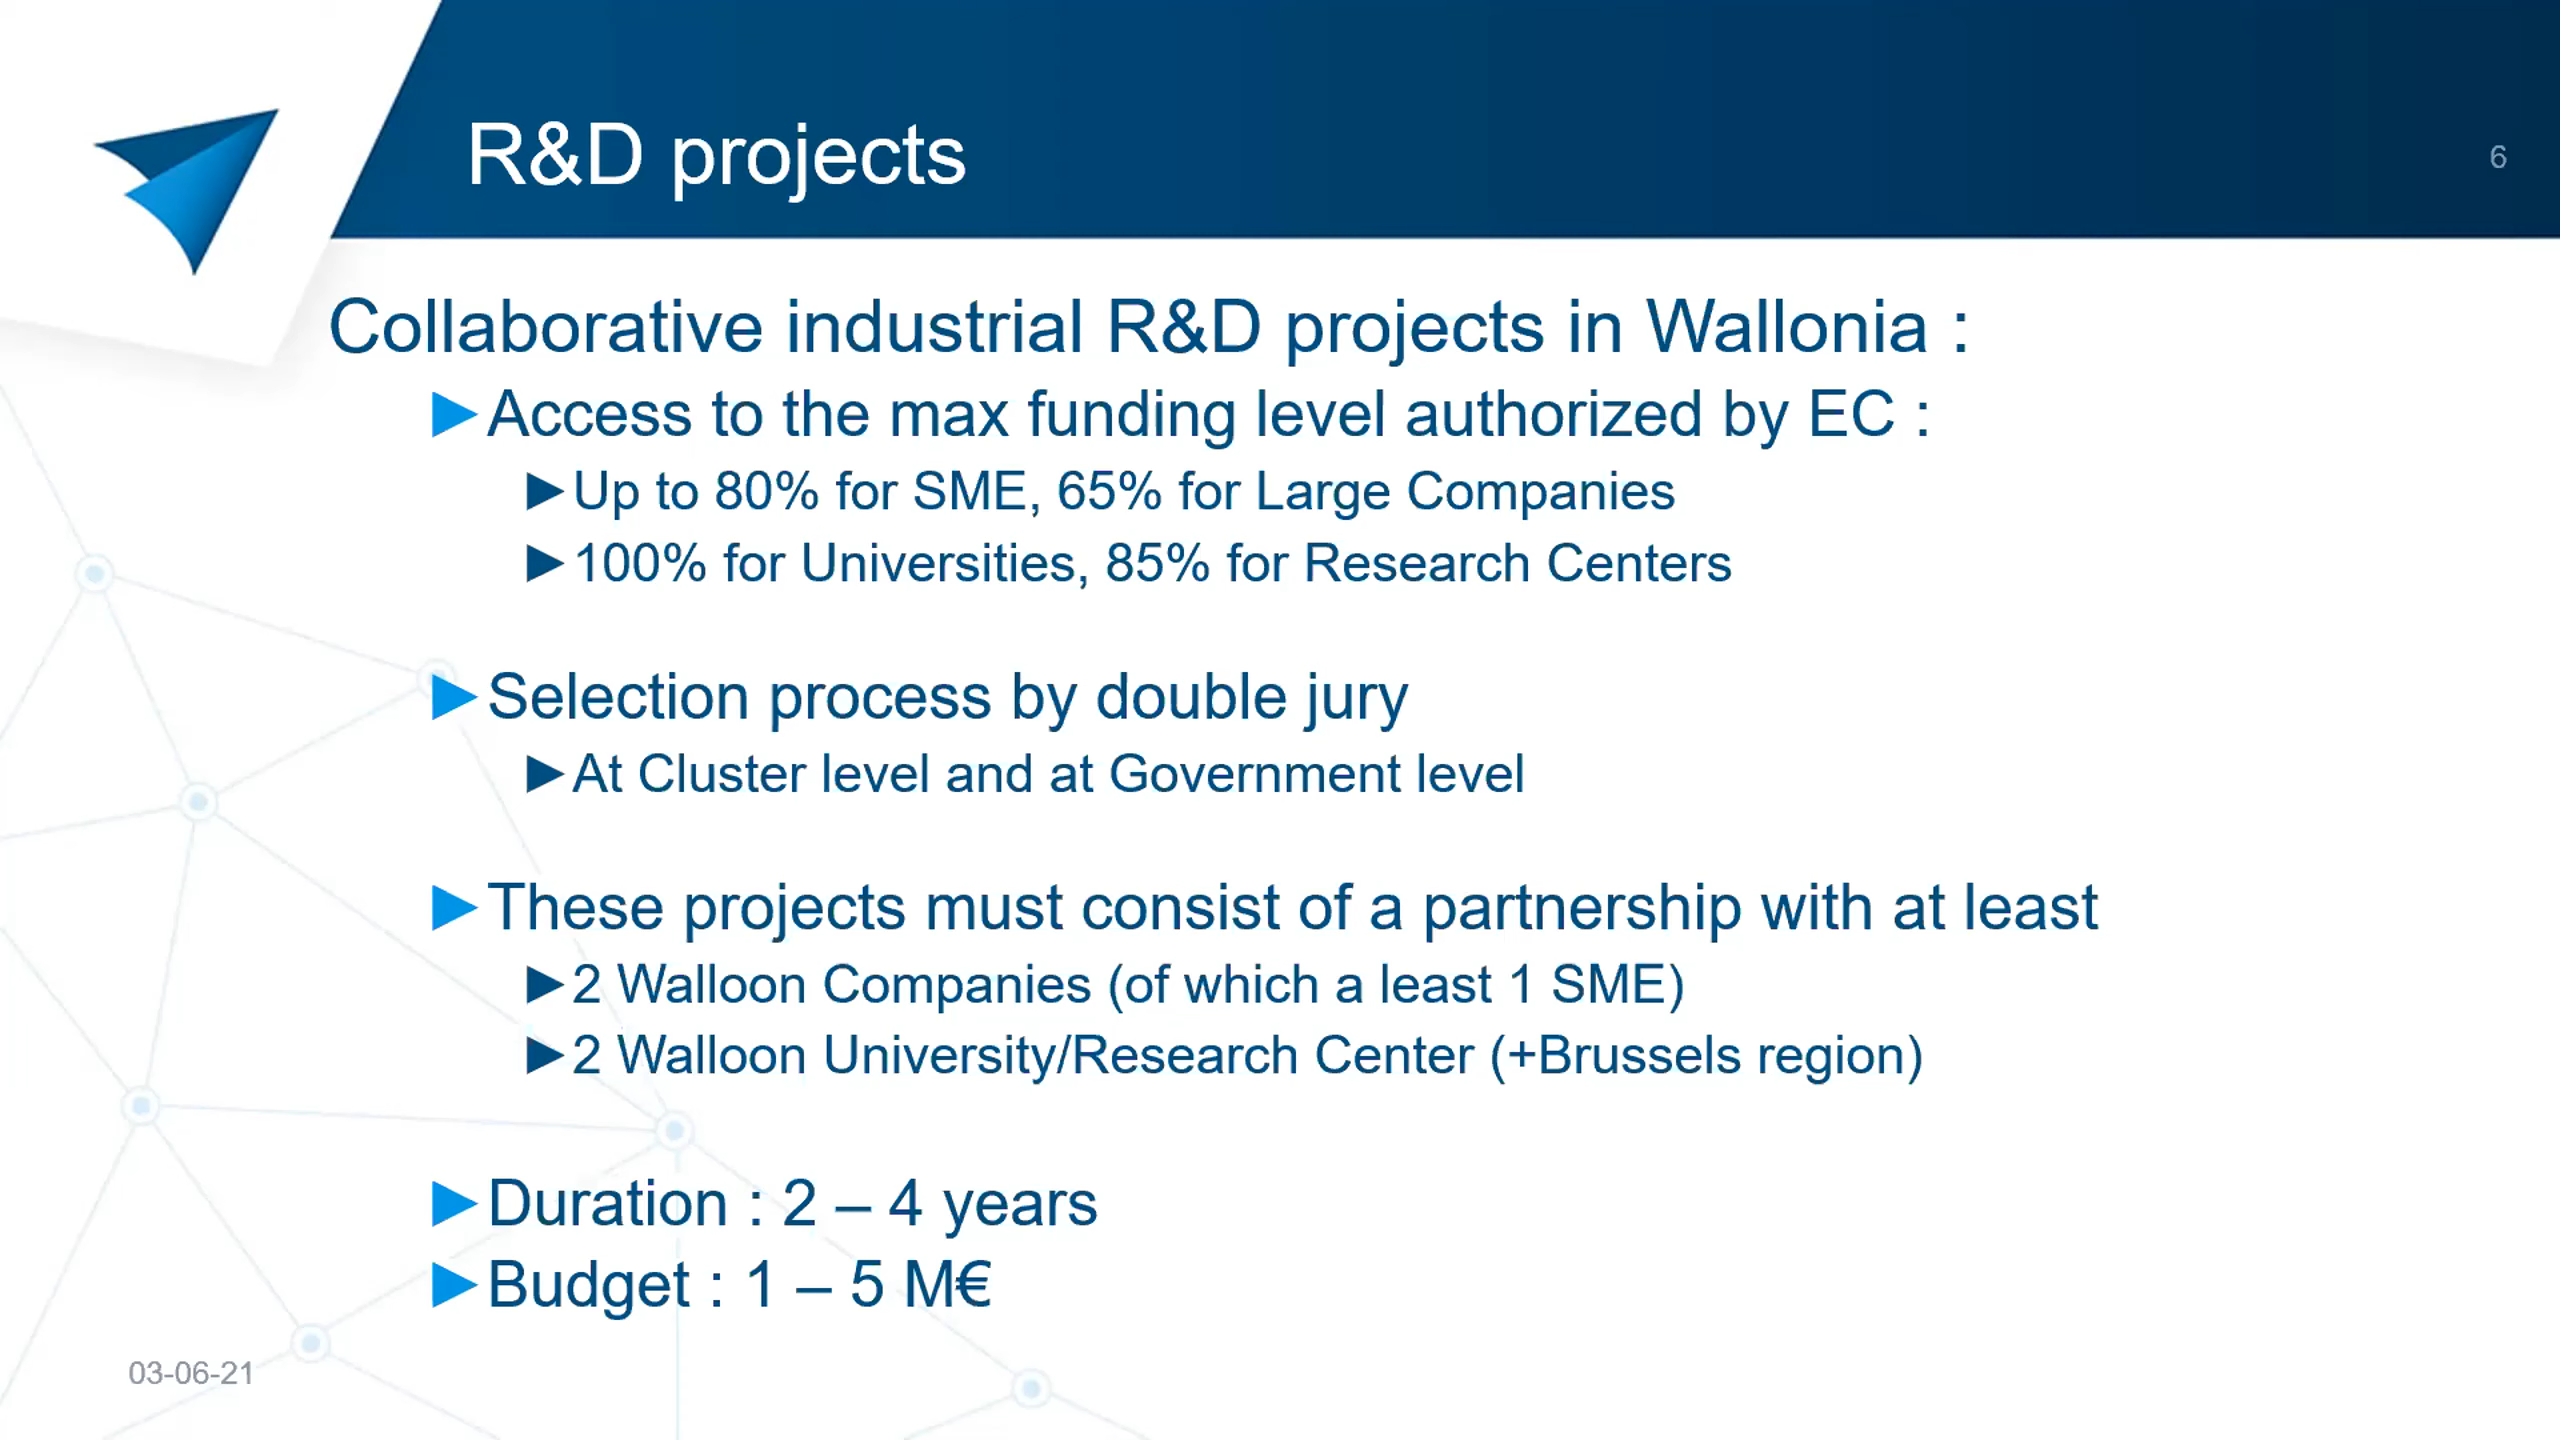 R&D projects
6
Collaborative industrial R&D projects in Wallonia :
►Access to the max funding level authorized by EC :
►Up to 80% for SME, 65% for Large Companies
►100% for Universities, 85% for Research Centers
►Selection process by double jury
►At Cluster level and at Government level
►These projects must consist of a partnership with at least
►2 Walloon Companies (of which a least 1 SME)
►2 Walloon University/Research Center (+Brussels region)
►Duration : 2 – 4 years
►Budget : 1 – 5 M€
03-06-21